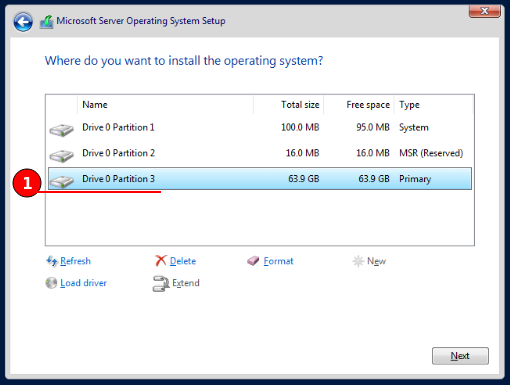 Microsoft Server Operating System Setup
Where do you want to install the operating system?
Name Total size Free space Type
Drive 0 Partition 1 100.0 MB 95.0 MB System
Drive 0 Partition 2 16.0 MB 16.0 MB MSR (Reserved)
1 Drive 0 Partition 3 63.9 GB 63.9 GB Primary
Refresh Delete Format New
Load driver Extend
Next